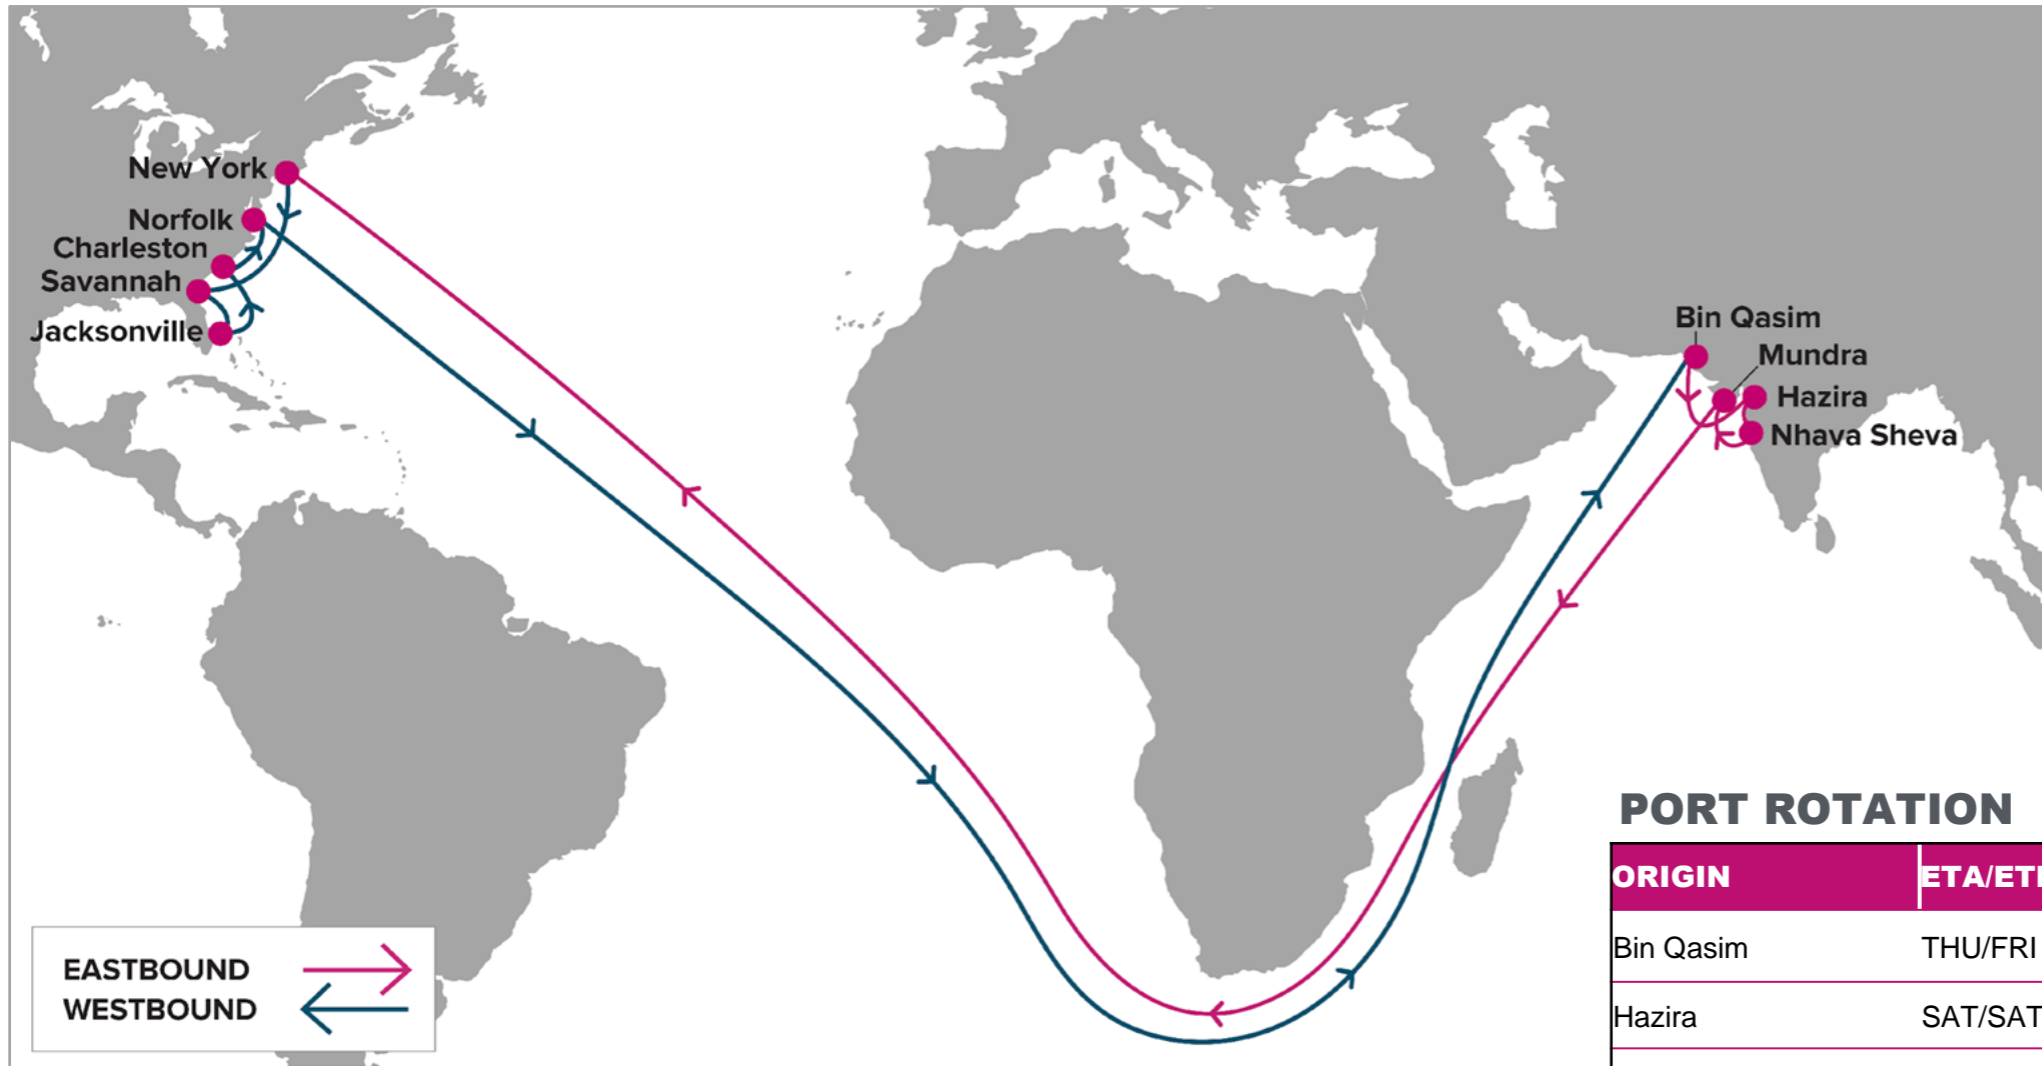 New York
Norfolk
Charleston
Savannah
Jacksonville
Bin Qasim
Mundra
Hazira
Nhava Sheva
EASTBOUND
WESTBOUND
PORT ROTATION
ORIGIN
Bin Qasim THU/FRI
Hazira SAT/SAT